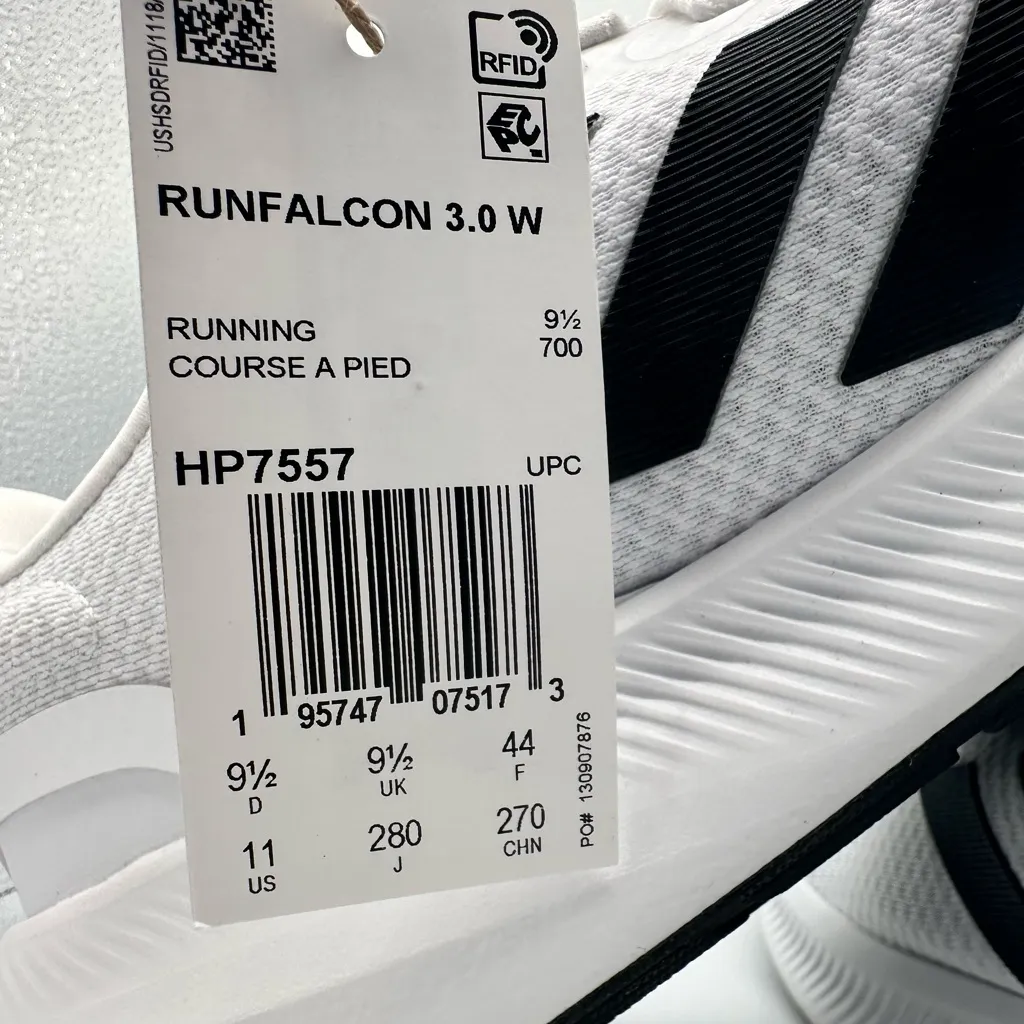 USHSDRFID/1118/
RFID
EPC
RUNFALCON 3.0 W
RUNNING 9½
COURSE A PIED 700
HP7557 UPC
1 95747 07517 3
9½ 9½ 44
D UK F
11 280 270
US J CHN
PO# 130907876